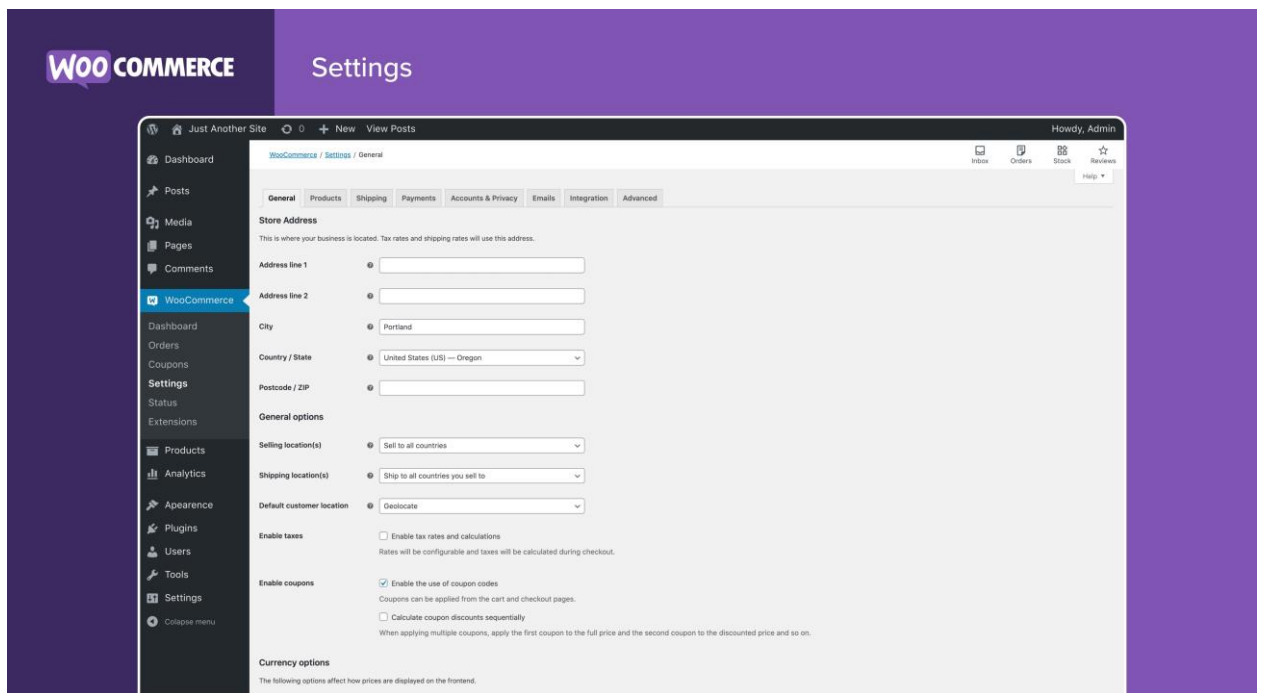 WOO COMMERCE
Settings
Just Another Site 0 + New View Posts Howdy, Admin
Dashboard
Posts
Media
Pages
Comments
WooCommerce
Dashboard
Orders
Coupons
Settings
Status
Extensions
Products
Analytics
Apearence
Plugins
Users
Tools
Settings
Colapse menu
WooCommerce / Settings / General
Inbox Orders Stock Reviews
Help
General Products Shipping Payments Accounts & Privacy Emails Integration Advanced
Store Address
This is where your business is located. Tax rates and shipping rates will use this address.
Address line 1
Address line 2
City Portland
Country / State United States (US) — Oregon
Postcode / ZIP
General options
Selling location(s) Sell to all countries
Shipping location(s) Ship to all countries you sell to
Default customer location Geolocate
Enable taxes Enable tax rates and calculations
Rates will be configurable and taxes will be calculated during checkout.
Enable coupons Enable the use of coupon codes
Coupons can be applied from the cart and checkout pages.
Calculate coupon discounts sequentially
When applying multiple coupons, apply the first coupon to the full price and the second coupon to the discounted price and so on.
Currency options
The following options affect how prices are displayed on the frontend.